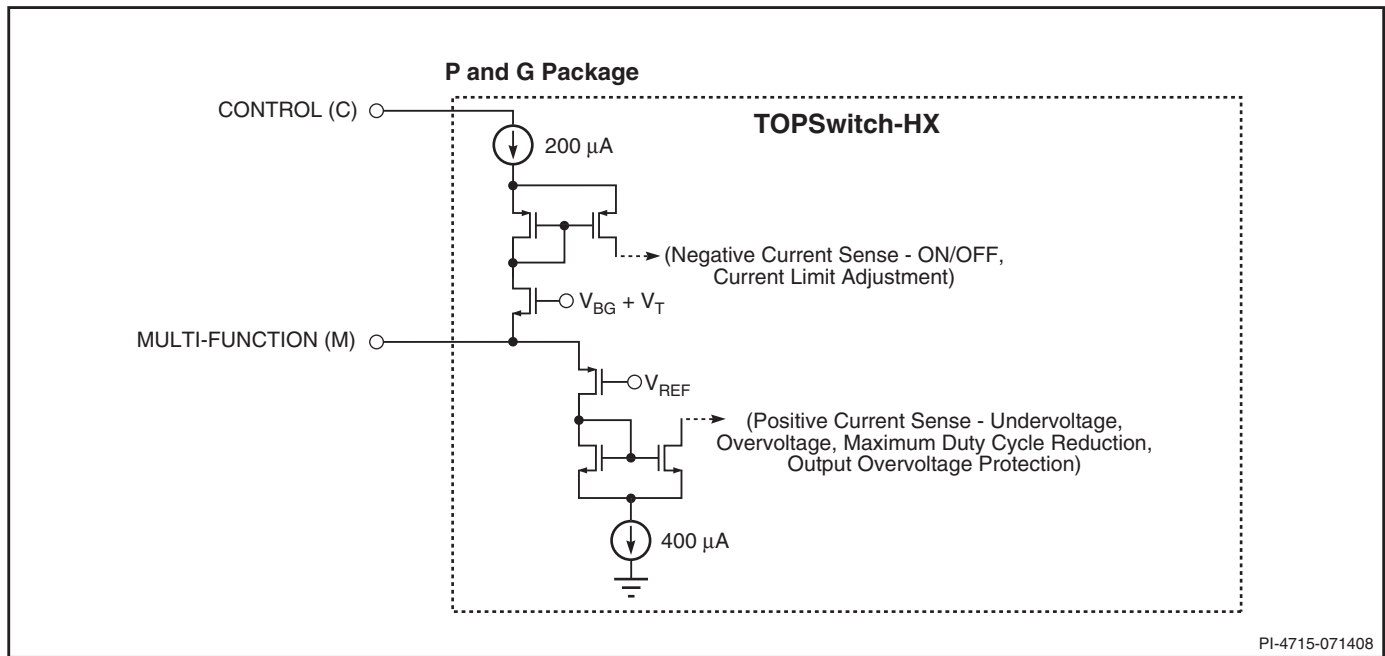 P and G Package
CONTROL (C)
TOPSwitch-HX
200 μA
(Negative Current Sense - ON/OFF,
Current Limit Adjustment)
V_BG + V_T
MULTI-FUNCTION (M)
V_REF
(Positive Current Sense - Undervoltage,
Overvoltage, Maximum Duty Cycle Reduction,
Output Overvoltage Protection)
400 μA
PI-4715-071408